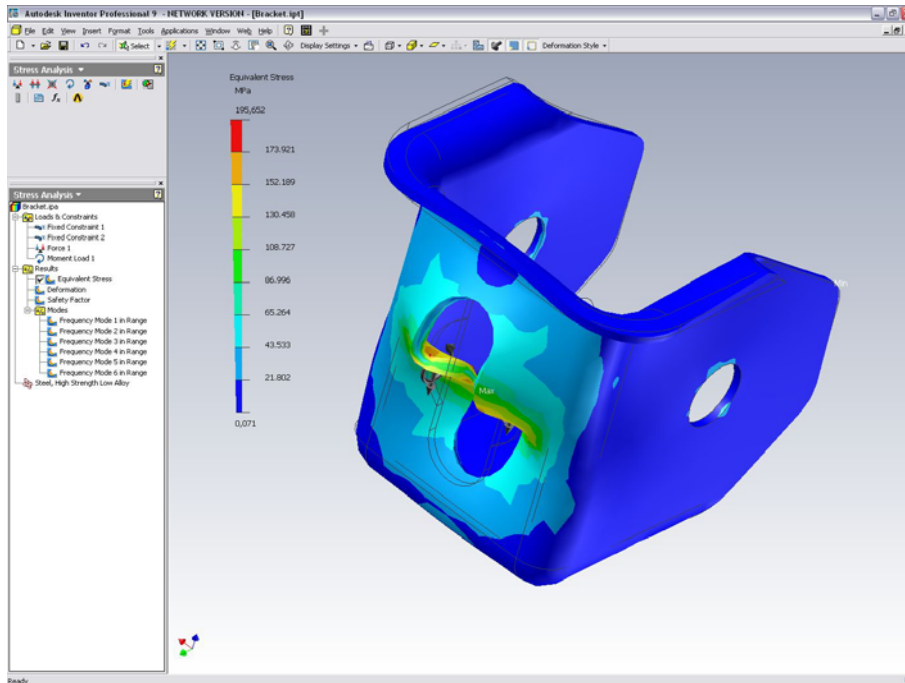 Autodesk Inventor Professional 9 - NETWORK VERSION - [Bracket.ipt]
File Edit View Insert Format Tools Applications Window Web Help
Select Display Settings Deformation Style
Stress Analysis
Stress Analysis
Bracket.ipa
Loads & Constraints
Fixed Constraint 1
Fixed Constraint 2
Force 1
Moment Load 1
Results
Equivalent Stress
Deformation
Safety Factor
Modes
Frequency Mode 1 in Range
Frequency Mode 2 in Range
Frequency Mode 3 in Range
Frequency Mode 4 in Range
Frequency Mode 5 in Range
Frequency Mode 6 in Range
Steel, High Strength Low Alloy
Equivalent Stress
MPa
195,652
173.921
152.189
130.458
108.727
86.996
65.264
43.533
21.802
0,071
Max
Min
Ready